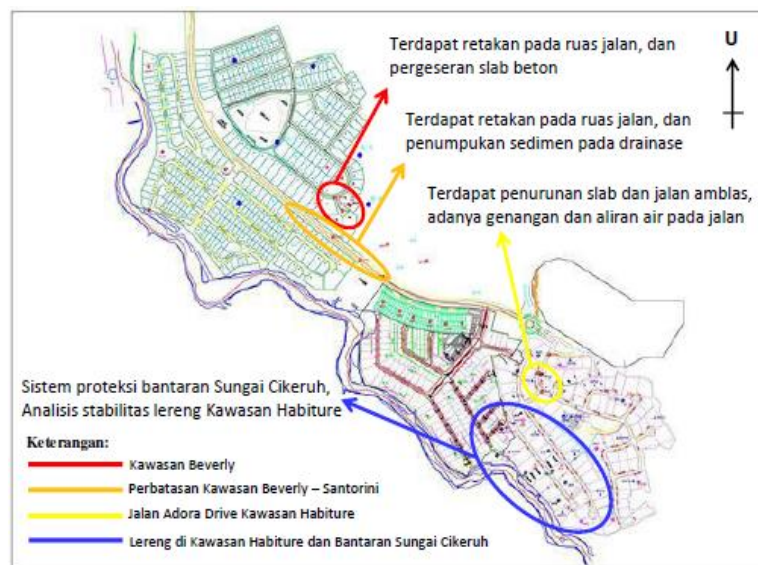 Terdapat retakan pada ruas jalan, dan
pergeseran slab beton
U
Terdapat retakan pada ruas jalan, dan
penumpukan sedimen pada drainase
Terdapat penurunan slab dan jalan amblas,
adanya genangan dan aliran air pada jalan
Sistem proteksi bantaran Sungai Cikeruh,
Analisis stabilitas lereng Kawasan Habiture
Keterangan:
Kawasan Beverly
Perbatasan Kawasan Beverly – Santorini
Jalan Adora Drive Kawasan Habiture
Lereng di Kawasan Habiture dan Bantaran Sungai Cikeruh